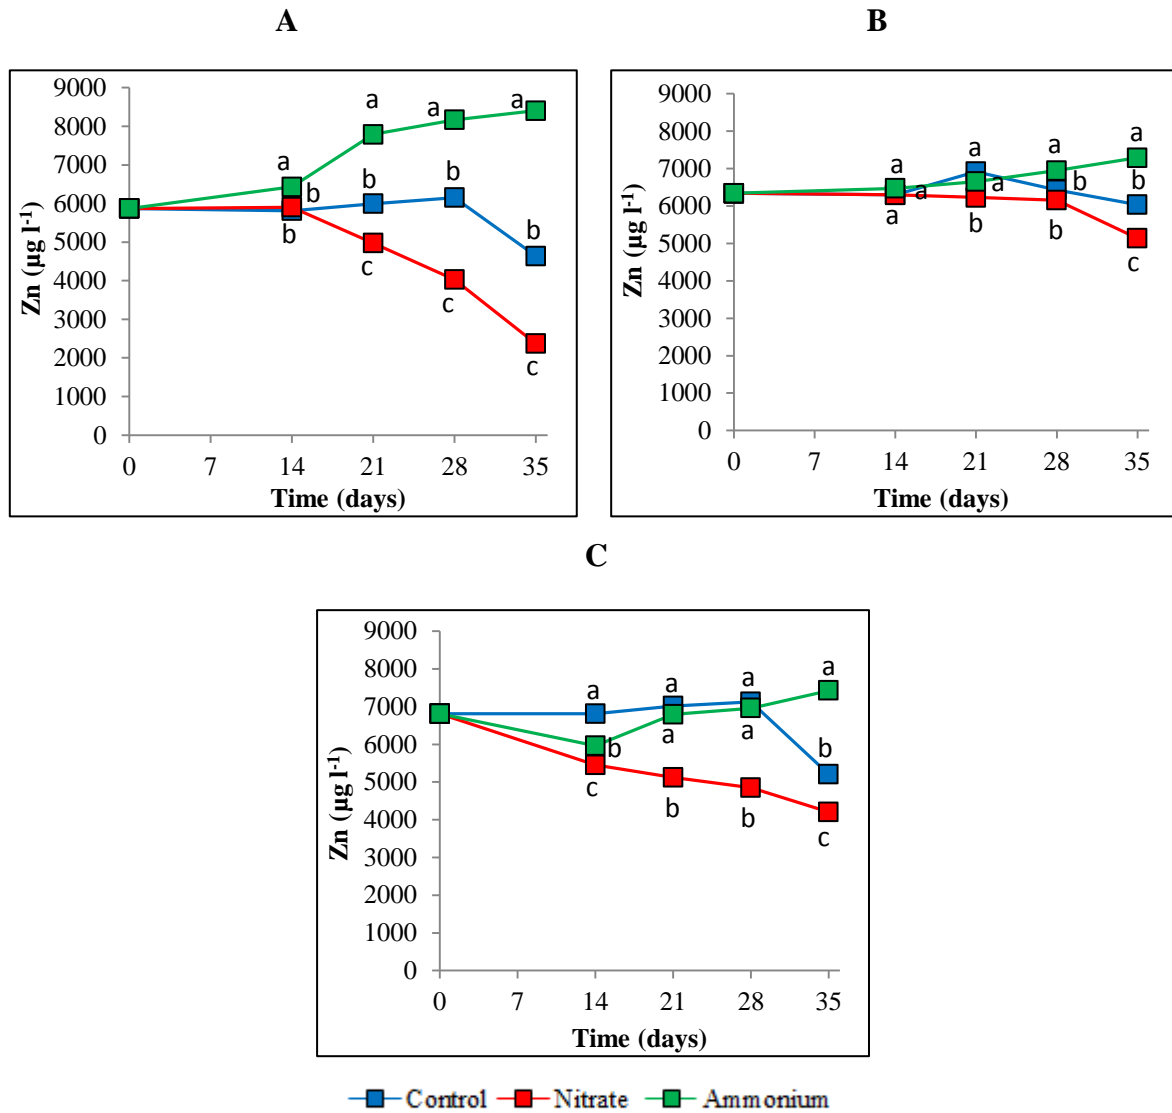 A
B
9000
8000
7000
6000
5000
4000
3000
2000
1000
0
Zn (µg l-1)
a
a
a
a
b
b
b
b
b
c
c
c
0 7 14 21 28 35
Time (days)
9000
8000
7000
6000
5000
4000
3000
2000
1000
0
Zn (µg l-1)
a
a
a
a
a
a
b
b
a
b
b
c
0 7 14 21 28 35
Time (days)
C
9000
8000
7000
6000
5000
4000
3000
2000
1000
0
Zn (µg l-1)
a
a
a
a
b
a
a
b
c
b
b
c
0 7 14 21 28 35
Time (days)
Control Nitrate Ammonium